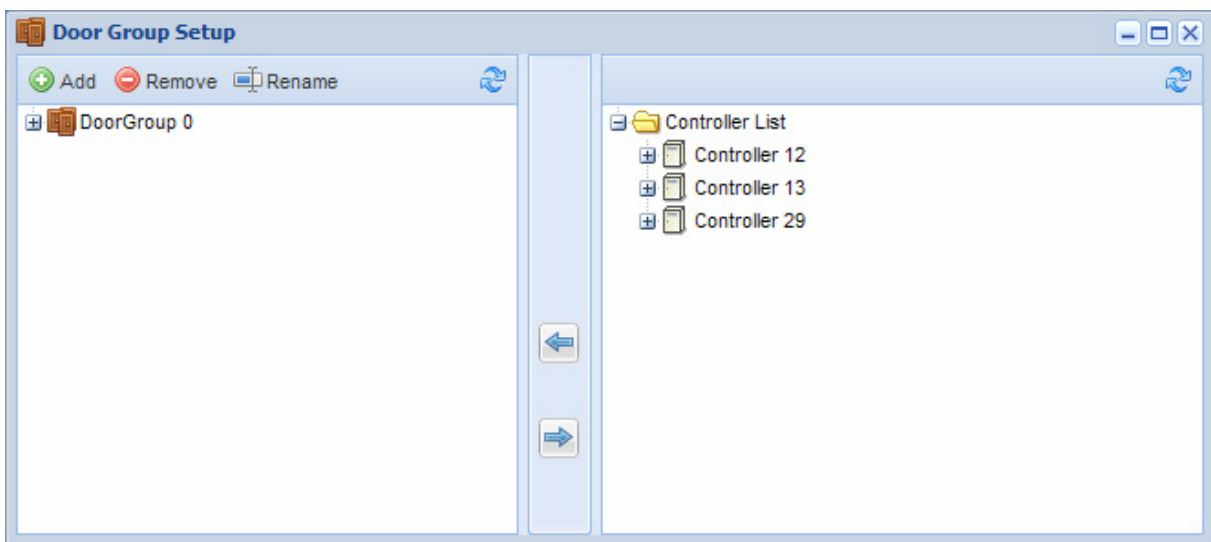 Door Group Setup
Add Remove Rename
DoorGroup 0
Controller List
Controller 12
Controller 13
Controller 29